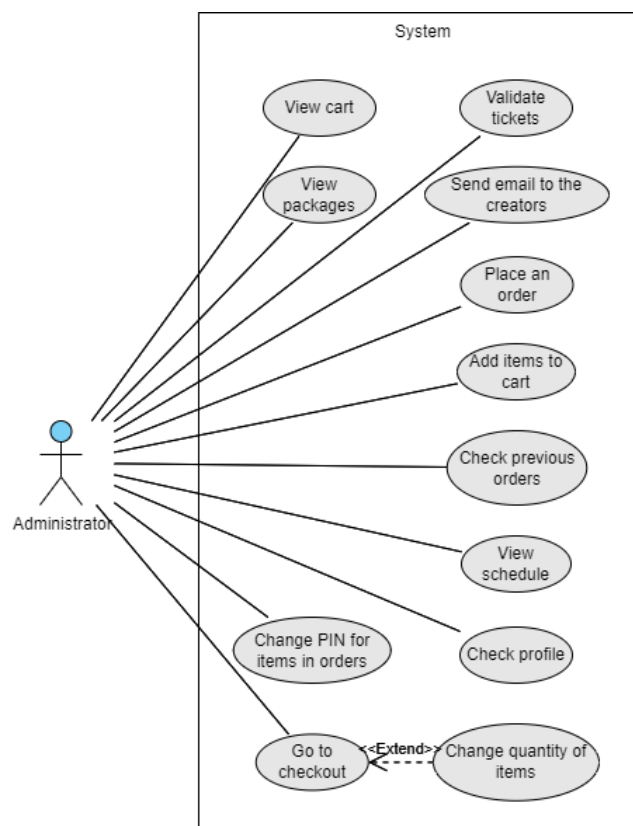 System
View cart
Validate
tickets
View
packages
Send email to the
creators
Place an
order
Add items to
cart
Check previous
orders
Administrator
View
schedule
Change PIN for
items in orders
Check profile
Go to
checkout
<<Extend>>
Change quantity of
items